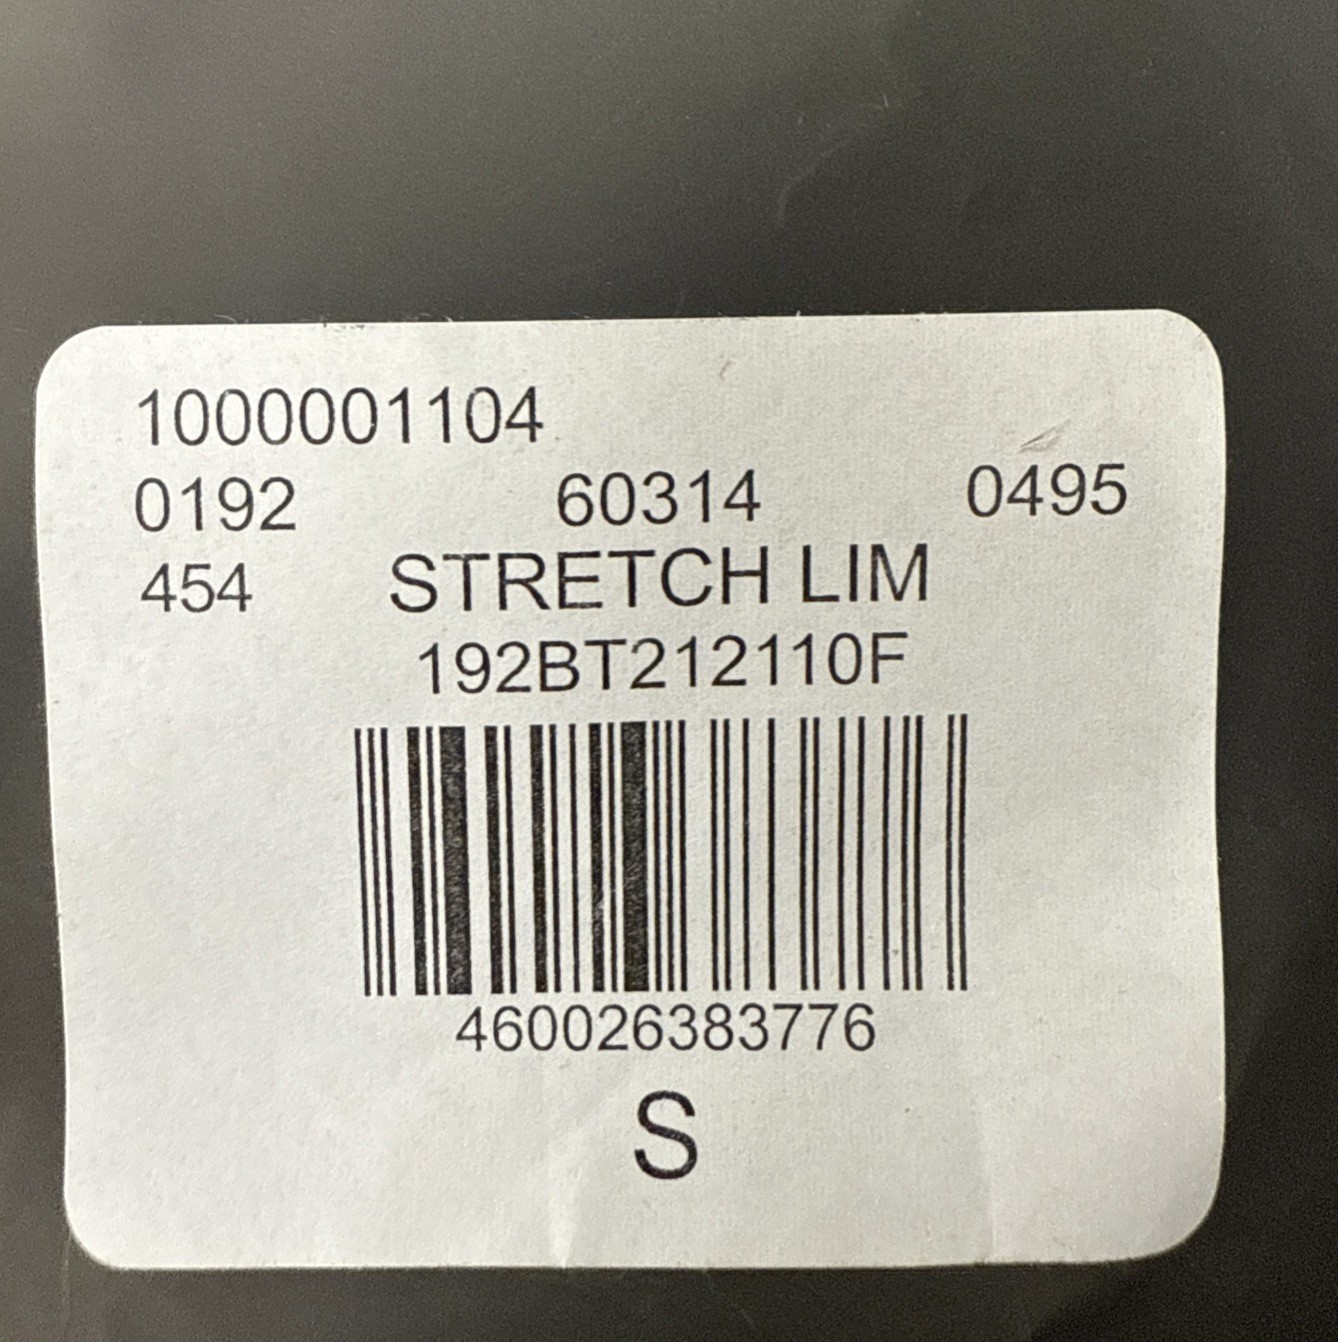 1000001104
0192 60314 0495
454 STRETCH LIM
192BT212110F
460026383776
S